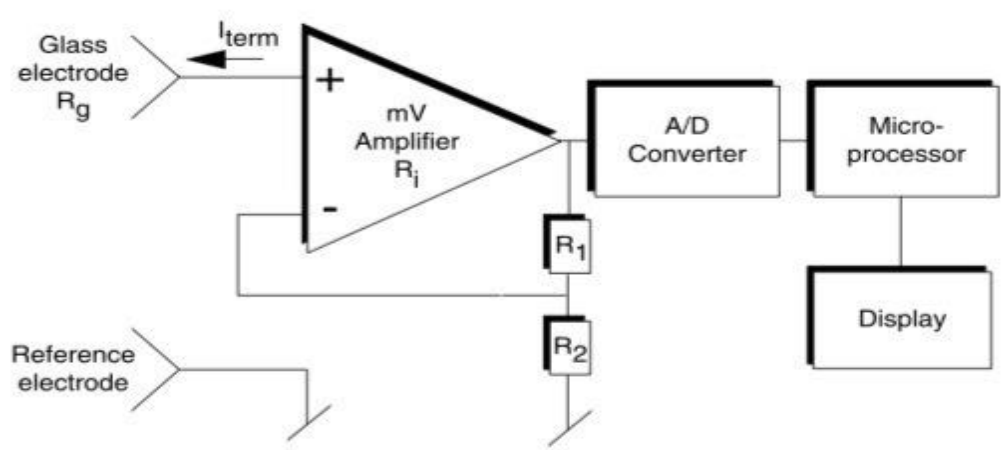 Glass
electrode
Rg
Iterm
+
mV
Amplifier
Ri
-
A/D
Converter
Micro-
processor
R1
R2
Display
Reference
electrode